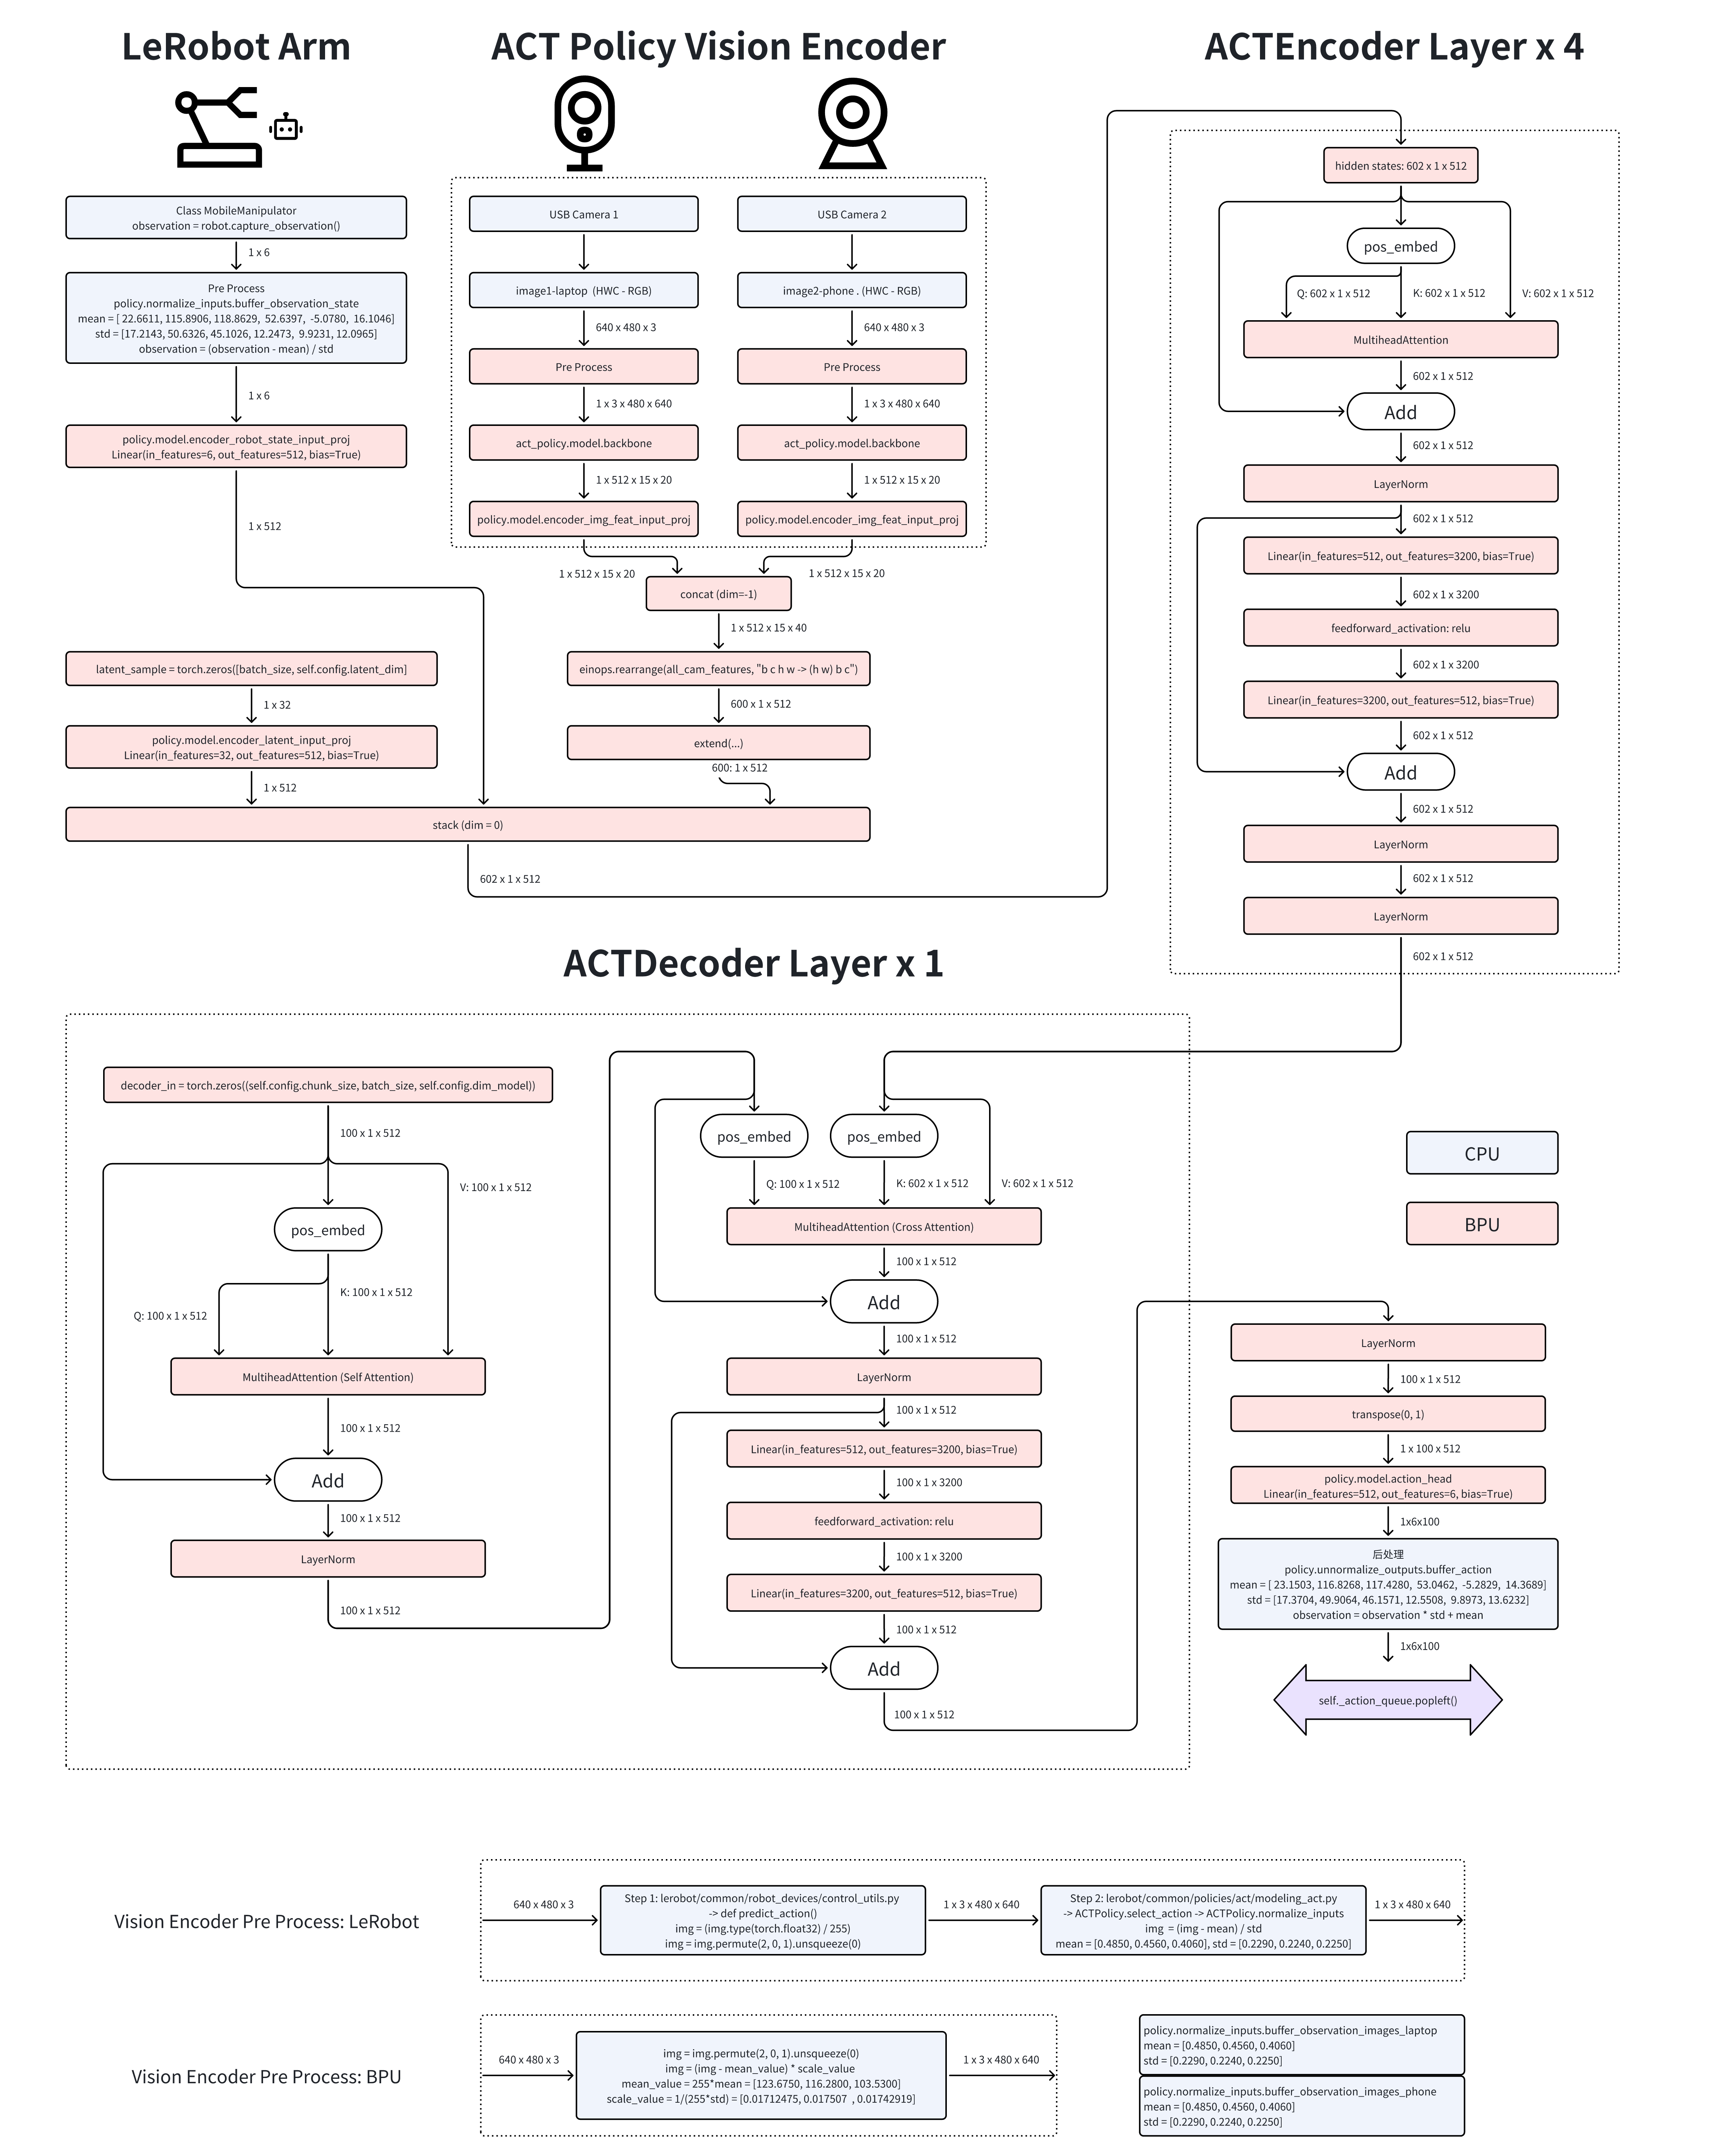 LeRobot Arm
ACT Policy Vision Encoder
ACTEncoder Layer x 4
Class MobileManipulator
observation = robot.capture_observation()
1 x 6
Pre Process
policy.normalize_inputs.buffer_observation_state
mean = [ 22.6611, 115.8906, 118.8629,  52.6397,  -5.0780,  16.1046]
std = [17.2143, 50.6326, 45.1026, 12.2473,  9.9231, 12.0965]
observation = (observation - mean) / std
1 x 6
policy.model.encoder_robot_state_input_proj
Linear(in_features=6, out_features=512, bias=True)
1 x 512
latent_sample = torch.zeros([batch_size, self.config.latent_dim]
1 x 32
policy.model.encoder_latent_input_proj
Linear(in_features=32, out_features=512, bias=True)
1 x 512
USB Camera 1
image1-laptop  (HWC - RGB)
640 x 480 x 3
Pre Process
1 x 3 x 480 x 640
act_policy.model.backbone
1 x 512 x 15 x 20
policy.model.encoder_img_feat_input_proj
1 x 512 x 15 x 20
USB Camera 2
image2-phone . (HWC - RGB)
640 x 480 x 3
Pre Process
1 x 3 x 480 x 640
act_policy.model.backbone
1 x 512 x 15 x 20
policy.model.encoder_img_feat_input_proj
1 x 512 x 15 x 20
concat (dim=-1)
1 x 512 x 15 x 40
einops.rearrange(all_cam_features, "b c h w -> (h w) b c")
600 x 1 x 512
extend(...)
600: 1 x 512
stack (dim = 0)
602 x 1 x 512
hidden states: 602 x 1 x 512
pos_embed
Q: 602 x 1 x 512
K: 602 x 1 x 512
V: 602 x 1 x 512
MultiheadAttention
602 x 1 x 512
Add
602 x 1 x 512
LayerNorm
602 x 1 x 512
Linear(in_features=512, out_features=3200, bias=True)
602 x 1 x 3200
feedforward_activation: relu
602 x 1 x 3200
Linear(in_features=3200, out_features=512, bias=True)
602 x 1 x 512
Add
602 x 1 x 512
LayerNorm
602 x 1 x 512
LayerNorm
602 x 1 x 512
ACTDecoder Layer x 1
decoder_in = torch.zeros((self.config.chunk_size, batch_size, self.config.dim_model))
100 x 1 x 512
V: 100 x 1 x 512
pos_embed
K: 100 x 1 x 512
Q: 100 x 1 x 512
MultiheadAttention (Self Attention)
100 x 1 x 512
Add
100 x 1 x 512
LayerNorm
100 x 1 x 512
pos_embed
pos_embed
Q: 100 x 1 x 512
K: 602 x 1 x 512
V: 602 x 1 x 512
MultiheadAttention (Cross Attention)
100 x 1 x 512
Add
100 x 1 x 512
LayerNorm
100 x 1 x 512
Linear(in_features=512, out_features=3200, bias=True)
100 x 1 x 3200
feedforward_activation: relu
100 x 1 x 3200
Linear(in_features=3200, out_features=512, bias=True)
100 x 1 x 512
Add
100 x 1 x 512
CPU
BPU
LayerNorm
100 x 1 x 512
transpose(0, 1)
1 x 100 x 512
policy.model.action_head
Linear(in_features=512, out_features=6, bias=True)
1x6x100
后处理
policy.unnormalize_outputs.buffer_action
mean = [ 23.1503, 116.8268, 117.4280,  53.0462,  -5.2829,  14.3689]
std = [17.3704, 49.9064, 46.1571, 12.5508,  9.8973, 13.6232]
observation = observation * std + mean
1x6x100
self._action_queue.popleft()
Vision Encoder Pre Process: LeRobot
640 x 480 x 3
Step 1: lerobot/common/robot_devices/control_utils.py
-> def predict_action()
img = (img.type(torch.float32) / 255)
img = img.permute(2, 0, 1).unsqueeze(0)
1 x 3 x 480 x 640
Step 2: lerobot/common/policies/act/modeling_act.py
-> ACTPolicy.select_action -> ACTPolicy.normalize_inputs
img  = (img - mean) / std
mean = [0.4850, 0.4560, 0.4060], std = [0.2290, 0.2240, 0.2250]
1 x 3 x 480 x 640
Vision Encoder Pre Process: BPU
640 x 480 x 3
img = img.permute(2, 0, 1).unsqueeze(0)
img = (img - mean_value) * scale_value
mean_value = 255*mean = [123.6750, 116.2800, 103.5300]
scale_value = 1/(255*std) = [0.01712475, 0.017507  , 0.01742919]
1 x 3 x 480 x 640
policy.normalize_inputs.buffer_observation_images_laptop
mean = [0.4850, 0.4560, 0.4060]
std = [0.2290, 0.2240, 0.2250]
policy.normalize_inputs.buffer_observation_images_phone
mean = [0.4850, 0.4560, 0.4060]
std = [0.2290, 0.2240, 0.2250]